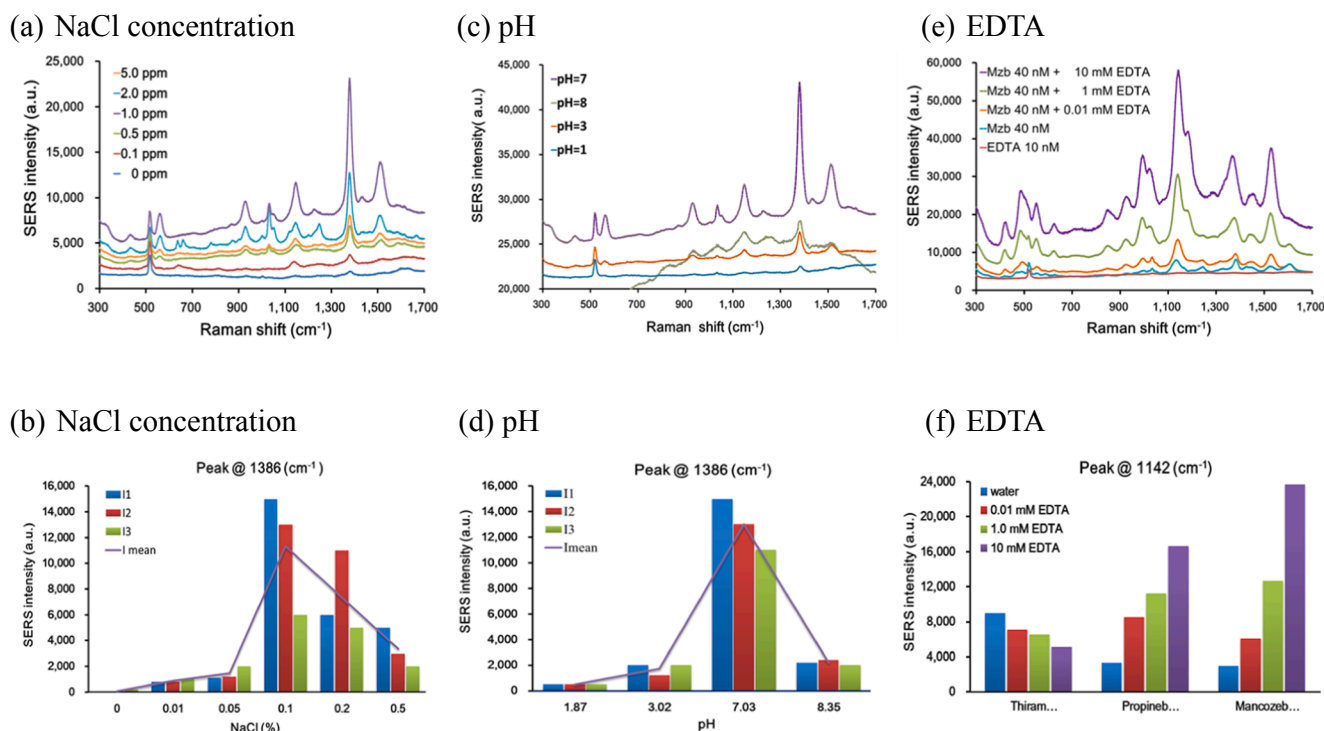 (a) NaCl concentration
SERS intensity (a.u.)
25,000
20,000
15,000
10,000
5,000
0
5.0 ppm
2.0 ppm
1.0 ppm
0.5 ppm
0.1 ppm
0 ppm
300 500 700 900 1,100 1,300 1,500 1,700
Raman shift (cm⁻¹)
(c) pH
SERS intensity( a.u.)
45,000
40,000
35,000
30,000
25,000
20,000
pH=7
pH=8
pH=3
pH=1
300 500 700 900 1,100 1,300 1,500 1,700
Raman shift (cm⁻¹)
(e) EDTA
SERS intensity (a.u.)
60,000
50,000
40,000
30,000
20,000
10,000
0
Mzb 40 nM + 10 mM EDTA
Mzb 40 nM + 1 mM EDTA
Mzb 40 nM + 0.01 mM EDTA
Mzb 40 nM
EDTA 10 nM
300 500 700 900 1,100 1,300 1,500 1,700
Raman shift (cm⁻¹)
(b) NaCl concentration
Peak @ 1386 (cm⁻¹)
SERS intensity (a.u.)
16,000
14,000
12,000
10,000
8,000
6,000
4,000
2,000
0
I1
I2
I3
I mean
0 0.01 0.05 0.1 0.2 0.5
NaCl (%)
(d) pH
Peak @ 1386 (cm⁻¹)
SERS intensity (a.u.)
16,000
14,000
12,000
10,000
8,000
6,000
4,000
2,000
0
I1
I2
I3
Imean
1.87 3.02 7.03 8.35
pH
(f) EDTA
Peak @ 1142 (cm⁻¹)
SERS intensity (a.u.)
24,000
20,000
16,000
12,000
8,000
4,000
0
water
0.01 mM EDTA
1.0 mM EDTA
10 mM EDTA
Thiram... Propineb... Mancozeb...